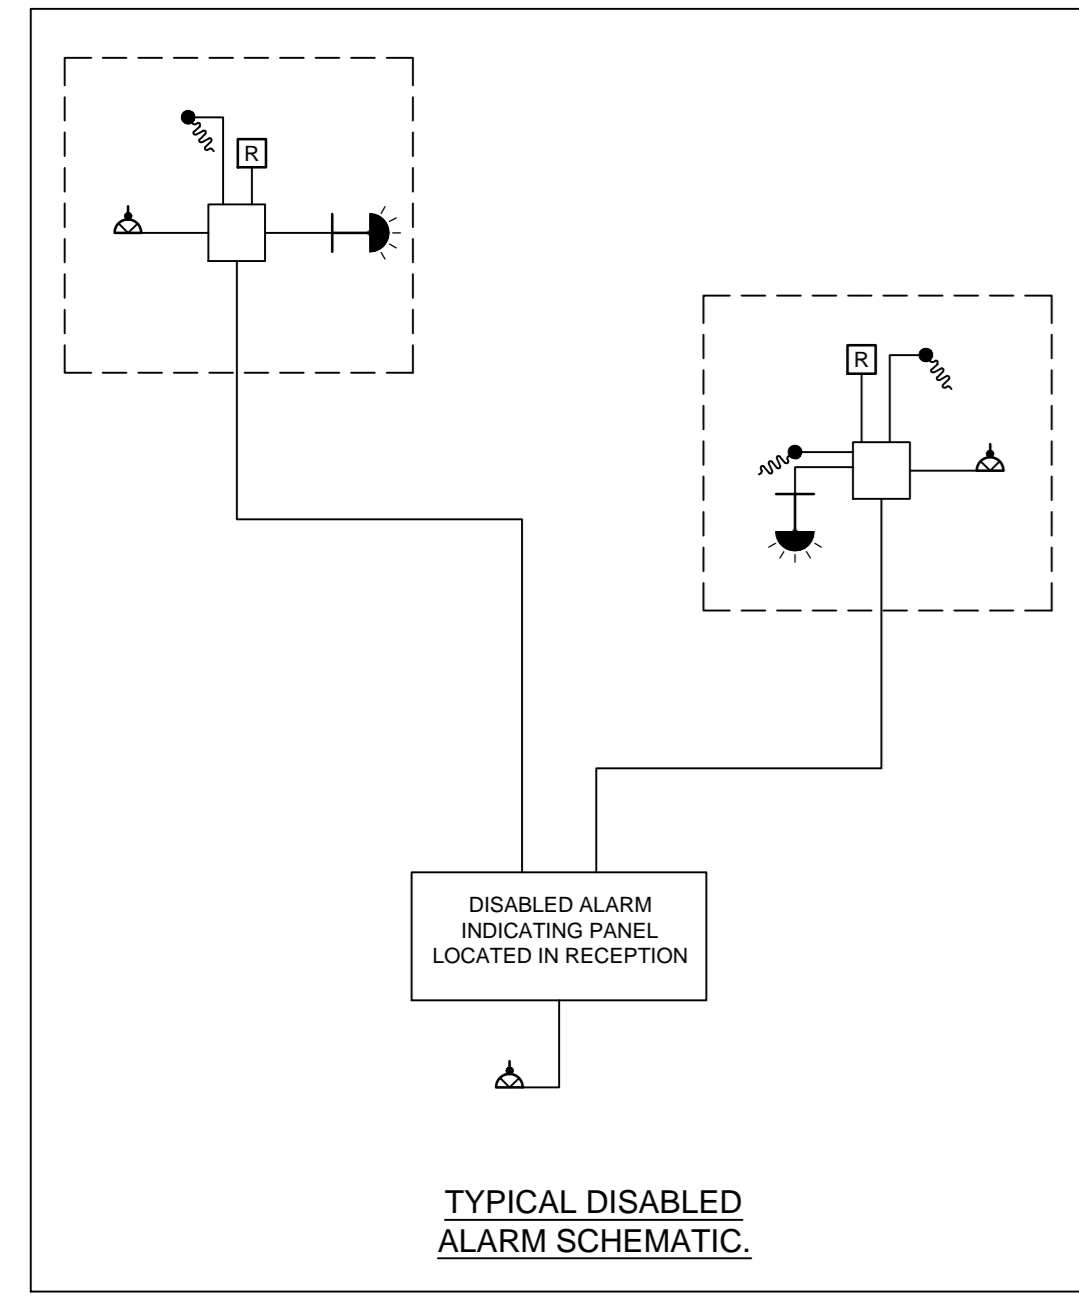 R
R
DISABLED ALARM
INDICATING PANEL
LOCATED IN RECEPTION
TYPICAL DISABLED
ALARM SCHEMATIC.